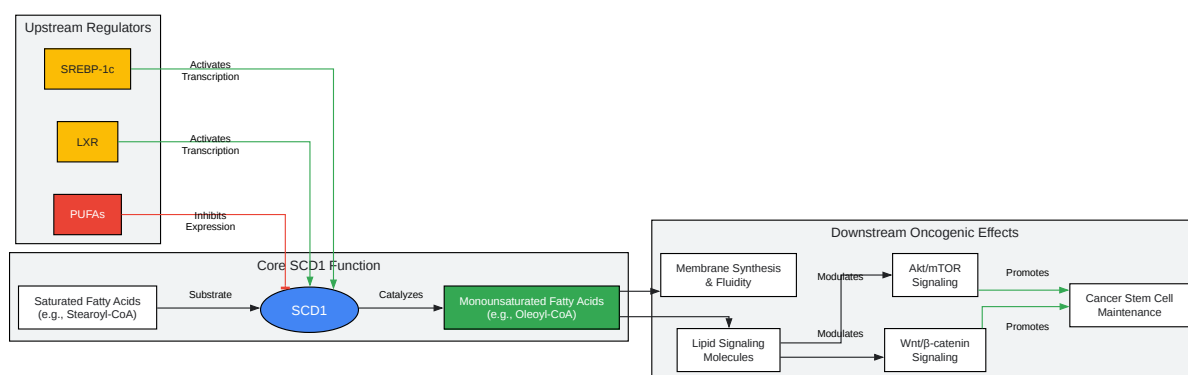 Upstream Regulators
SREBP-1c
Activates
Transcription
LXR
Activates
Transcription
PUFAs
Inhibits
Expression
Core SCD1 Function
Saturated Fatty Acids
(e.g., Stearoyl-CoA)
Substrate
SCD1
Catalyzes
Monounsaturated Fatty Acids
(e.g., Oleoyl-CoA)
Downstream Oncogenic Effects
Membrane Synthesis
& Fluidity
Lipid Signaling
Molecules
Modulates
Modulates
Akt/mTOR
Signaling
Wnt/β-catenin
Signaling
Promotes
Promotes
Cancer Stem Cell
Maintenance